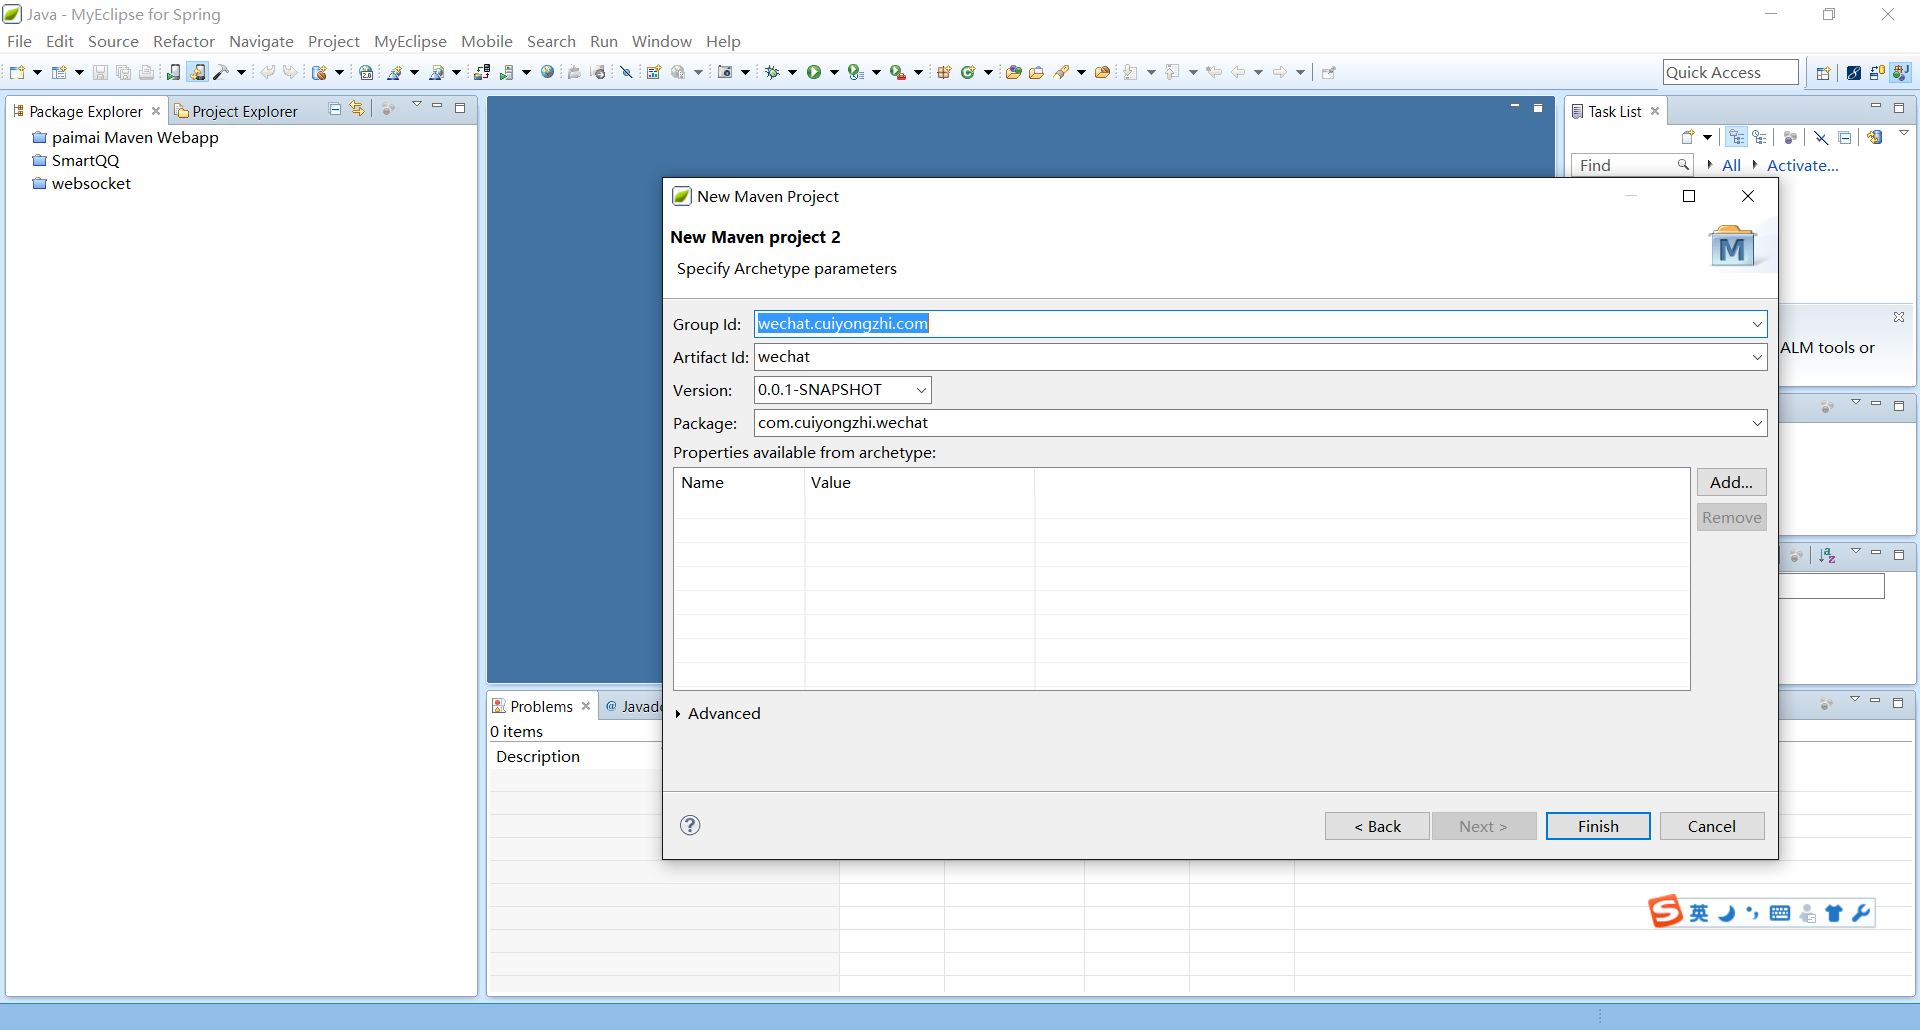 Java - MyEclipse for Spring
File Edit Source Refactor Navigate Project MyEclipse Mobile Search Run Window Help
Quick Access
Package Explorer
Project Explorer
paimai Maven Webapp
SmartQQ
websocket
Task List
Find
All
Activate...
ALM tools or
New Maven Project
New Maven project 2
Specify Archetype parameters
M
Group Id: wechat.cuiyongzhi.com
Artifact Id: wechat
Version: 0.0.1-SNAPSHOT
Package: com.cuiyongzhi.wechat
Properties available from archetype:
Name Value
Add...
Remove
Advanced
< Back Next > Finish Cancel
Problems
@ Javad
0 items
Description
S 英